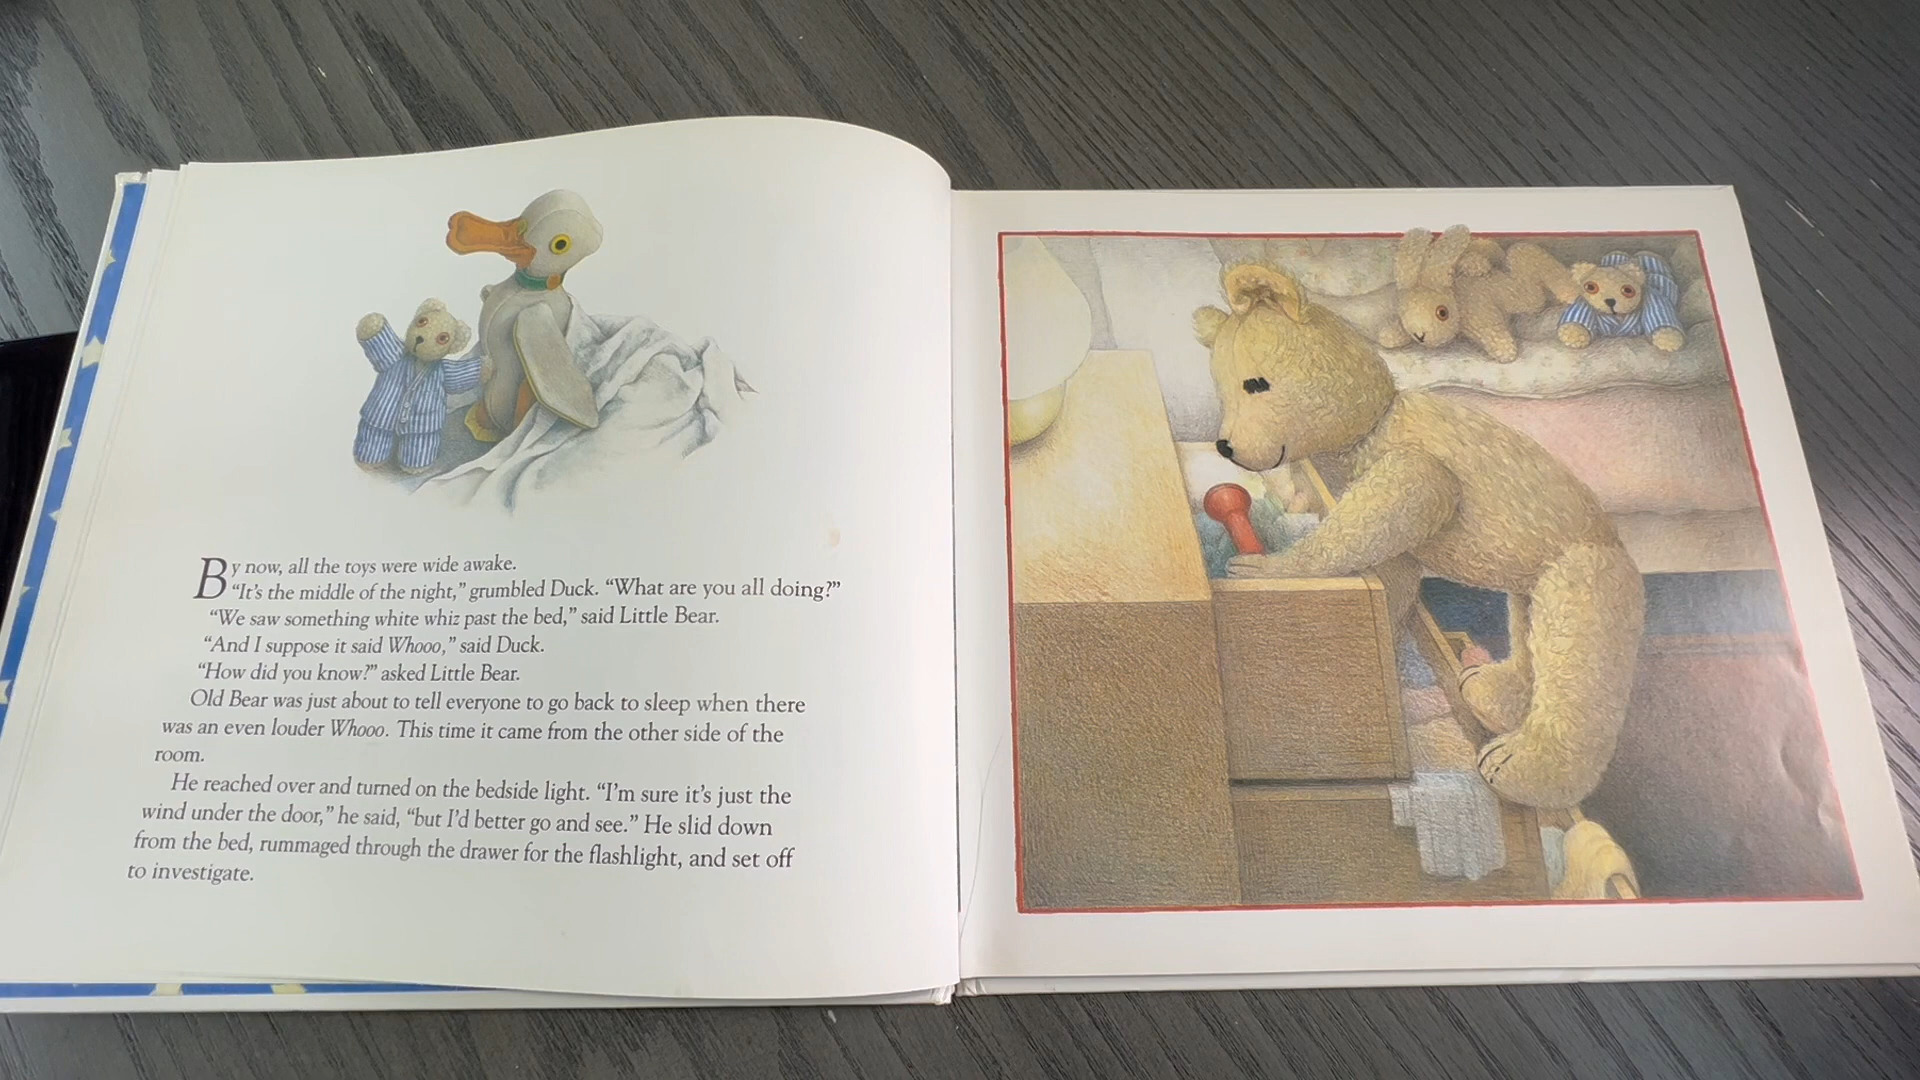 By now, all the toys were wide awake.
“It’s the middle of the night,” grumbled Duck. “What are you all doing?”
“We saw something white whiz past the bed,” said Little Bear.
“And I suppose it said Whooo,” said Duck.
“How did you know?” asked Little Bear.
Old Bear was just about to tell everyone to go back to sleep when there
was an even louder Whooo. This time it came from the other side of the
room.
He reached over and turned on the bedside light. “I’m sure it’s just the
wind under the door,” he said, “but I’d better go and see.” He slid down
from the bed, rummaged through the drawer for the flashlight, and set off
to investigate.